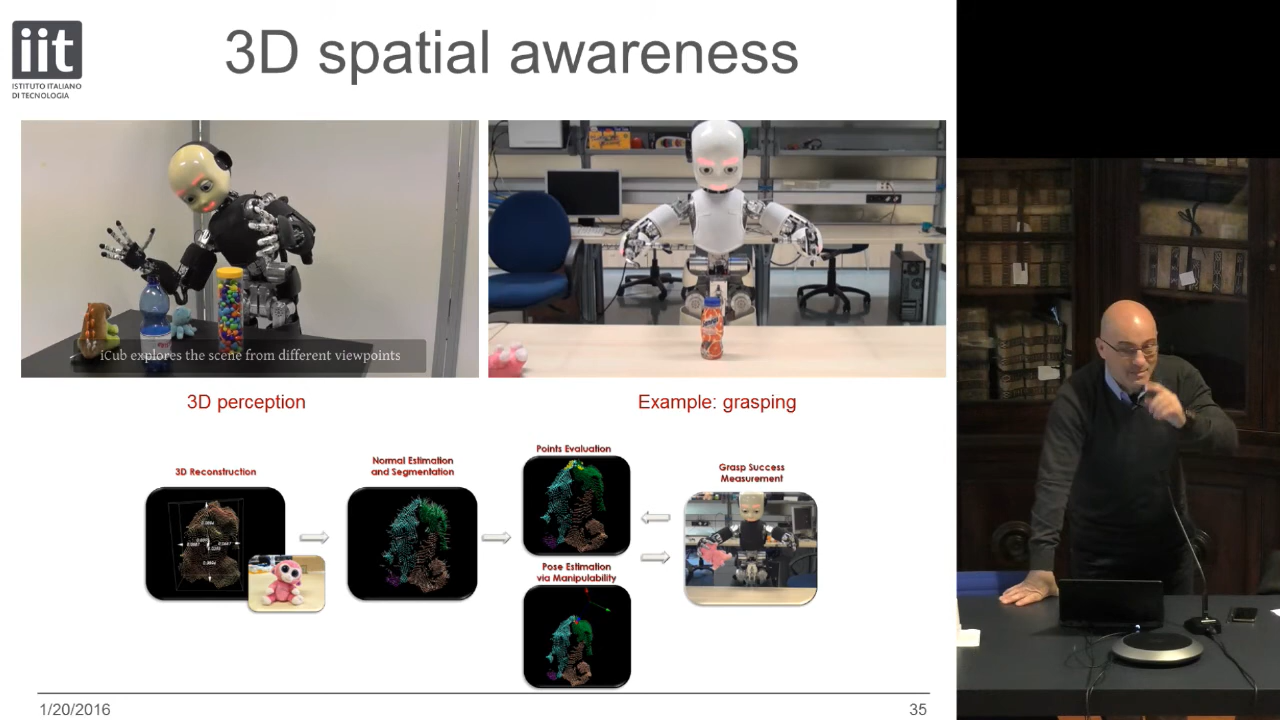 iit
ISTITUTO ITALIANO
DI TECNOLOGIA
3D spatial awareness
iCub explores the scene from different viewpoints
3D perception
Example: grasping
3D Reconstruction
Normal Estimation
and Segmentation
Points Evaluation
Pose Estimation
via Manipulability
Grasp Success
Measurement
1/20/2016
35